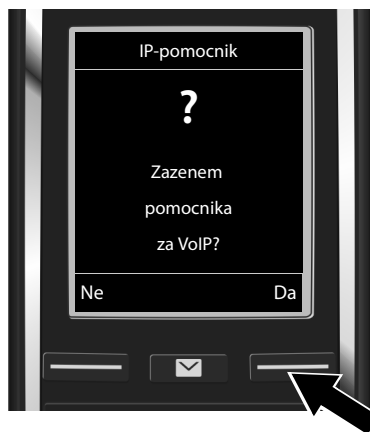 IP-pomocnik
?
Zazenem
pomocnika
za VoIP?
Ne Da